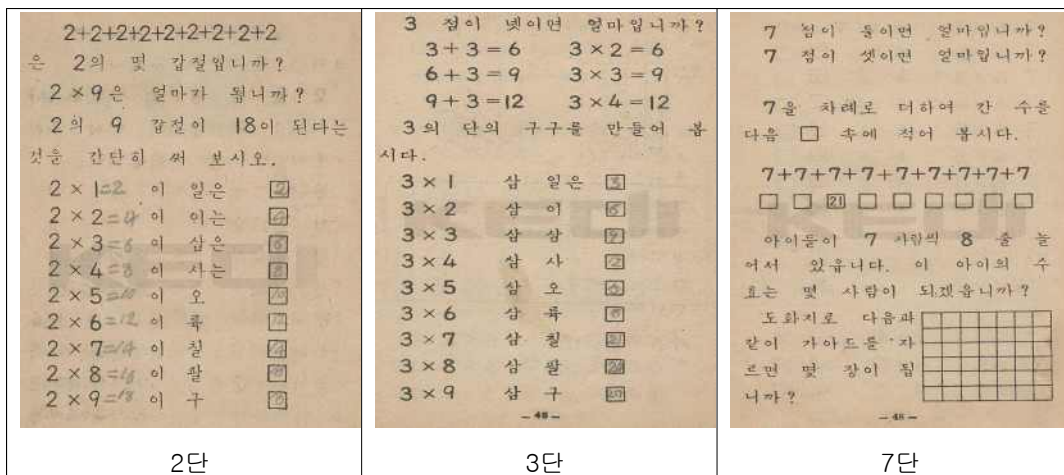 2+2+2+2+2+2+2+2+2
은 2의 몇 갑절입니까?
2 × 9은 얼마가 됩니까?
2의 9 갑절이 18이 된다는
것을 간단히 써 보시오.
2 × 1=2 이 일은 2
2 × 2=4 이 이는 4
2 × 3=6 이 삼은 6
2 × 4=8 이 사는 8
2 × 5=10 이 오 10
2 × 6=12 이 륙 12
2 × 7=14 이 칠 14
2 × 8=16 이 팔
2 × 9=18 이 구
2단
3 점이 넷이면 얼마입니까?
3 + 3 = 6 3 × 2 = 6
6 + 3 = 9 3 × 3 = 9
9 + 3 = 12 3 × 4 = 12
3의 단의 구구를 만들어 봅
시다.
3 × 1 삼 일은 3
3 × 2 삼 이 6
3 × 3 삼 삼 9
3 × 4 삼 사 12
3 × 5 삼 오
3 × 6 삼 륙
3 × 7 삼 칠 21
3 × 8 삼 팔 24
3 × 9 삼 구
- 48 -
3단
7 점이 둘이면 얼마입니까?
7 점이 셋이면 얼마입니까?
7을 차례로 더하여 간 수를
다음 □ 속에 적어 봅시다.
7+7+7+7+7+7+7+7+7
□ □ 21 □ □ □ □ □ □
아이들이 7 사람씩 8 줄 늘
어서 있읍니다. 이 아이의 수
효는 몇 사람이 되겠읍니까?
도화지로 다음과
같이 가아드를 자
르면 몇 장이 됩
니까?
7단